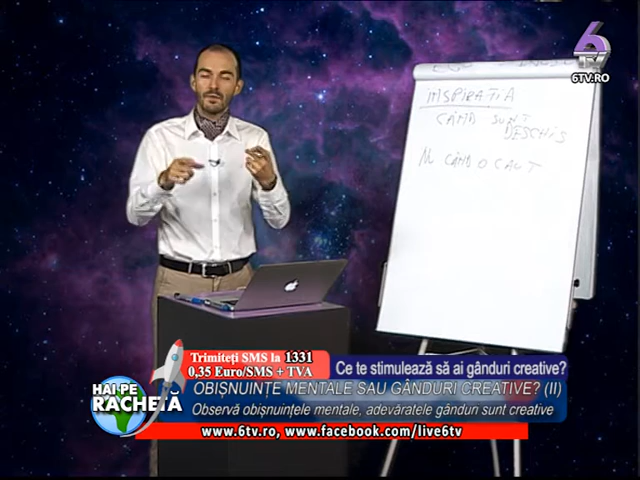 6
TV
6TV.RO
INSPIRAȚIA
CÂND SUNT
DESCHIS
CÂND O CAUT
Trimiteți SMS la 1331
0,35 Euro/SMS + TVA
Ce te stimulează să ai gânduri creative?
HAI PE
RACHETĂ
OBIȘNUINȚE MENTALE SAU GÂNDURI CREATIVE? (II)
Observă obișnuințele mentale, adevăratele gânduri sunt creative
www.6tv.ro, www.facebook.com/live6tv